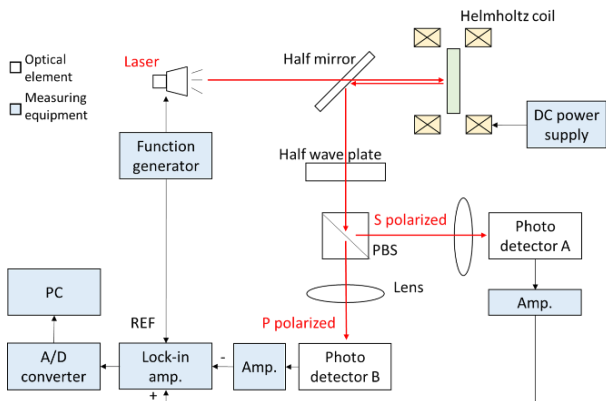 Helmholtz coil
Optical
element
Measuring
equipment
Laser
Half mirror
Function
generator
DC power
supply
Half wave plate
S polarized
PBS
Photo
detector A
Lens
PC
REF
P polarized
Amp.
A/D
converter
Lock-in
amp.
-
Amp.
Photo
detector B
+